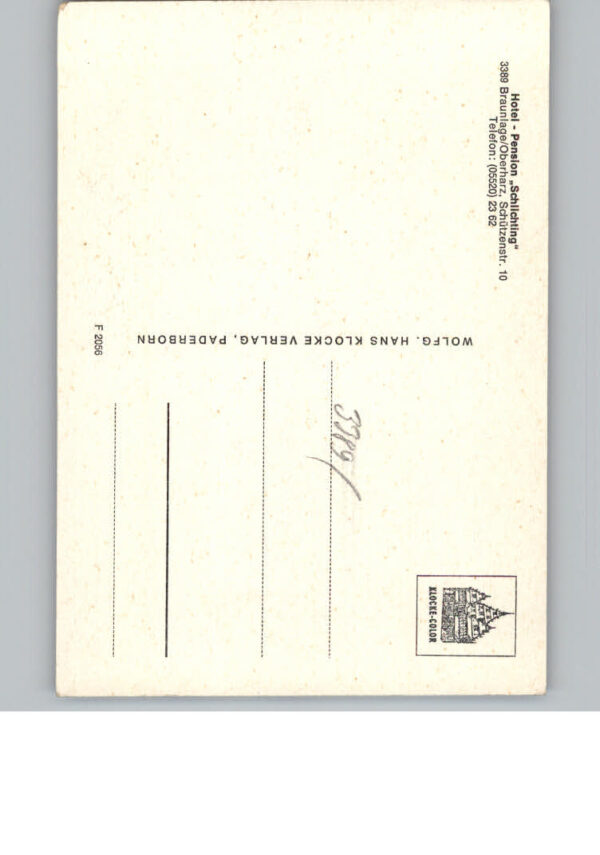 Hotel - Pension „Schlichting“
3389 Braunlage/Oberharz, Schützenstr. 10
Telefon: (05520) 23 62
WOLFG. HANS KLOCKE VERLAG, PADERBORN
F 2056
3389/
KLOCKE-COLOR